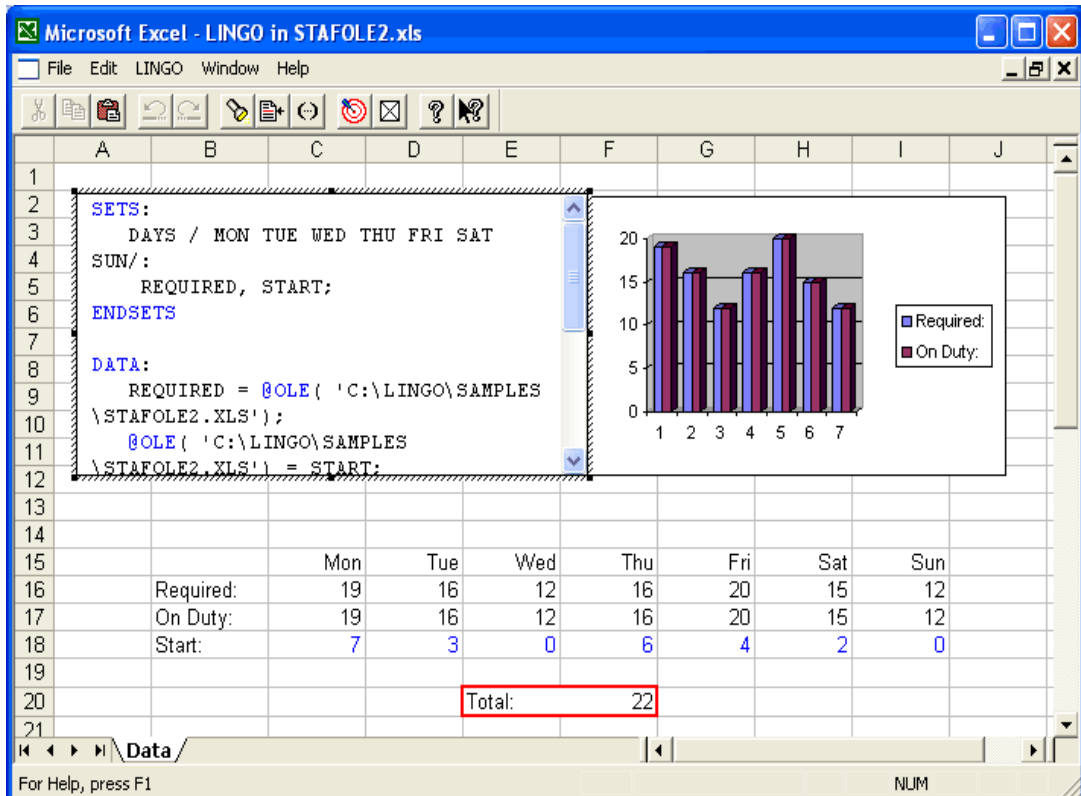 Microsoft Excel - LINGO in STAFOLE2.xls
File Edit LINGO Window Help
A B C D E F G H I J
1
2
3
4
5
6
7
8
9
10
11
12
13
14
15
16
17
18
19
20
21
SETS:
DAYS / MON TUE WED THU FRI SAT
SUN/:
REQUIRED, START;
ENDSETS
DATA:
REQUIRED = @OLE( 'C:\LINGO\SAMPLES
\STAFOLE2.XLS');
@OLE( 'C:\LINGO\SAMPLES
\STAFOLE2.XLS') = START;
20
15
10
5
0
1 2 3 4 5 6 7
Required:
On Duty:
Mon Tue Wed Thu Fri Sat Sun
Required: 19 16 12 16 20 15 12
On Duty: 19 16 12 16 20 15 12
Start: 7 3 0 6 4 2 0
Total: 22
Data
For Help, press F1 NUM